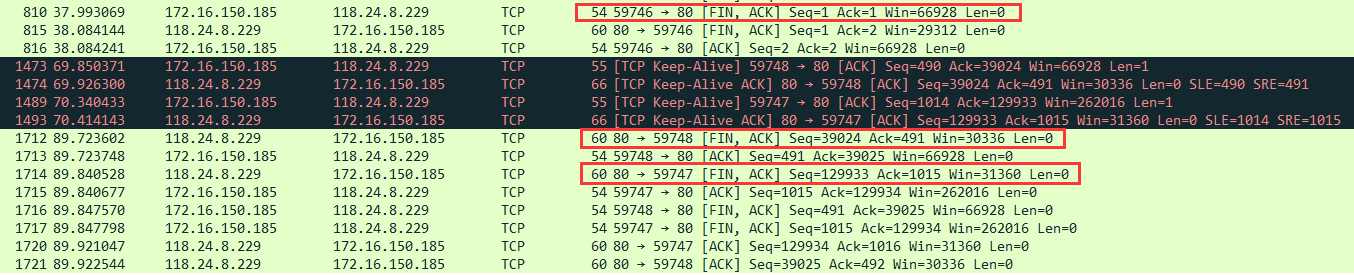 810 37.993069 172.16.150.185 118.24.8.229 TCP 54 59746 → 80 [FIN, ACK] Seq=1 Ack=1 Win=66928 Len=0
815 38.084144 118.24.8.229 172.16.150.185 TCP 60 80 → 59746 [FIN, ACK] Seq=1 Ack=2 Win=29312 Len=0
816 38.084241 172.16.150.185 118.24.8.229 TCP 54 59746 → 80 [ACK] Seq=2 Ack=2 Win=66928 Len=0
1473 69.850371 172.16.150.185 118.24.8.229 TCP 55 [TCP Keep-Alive] 59748 → 80 [ACK] Seq=490 Ack=39024 Win=66928 Len=1
1474 69.926300 118.24.8.229 172.16.150.185 TCP 66 [TCP Keep-Alive ACK] 80 → 59748 [ACK] Seq=39024 Ack=491 Win=30336 Len=0 SLE=490 SRE=491
1489 70.340433 172.16.150.185 118.24.8.229 TCP 55 [TCP Keep-Alive] 59747 → 80 [ACK] Seq=1014 Ack=129933 Win=262016 Len=1
1493 70.414143 118.24.8.229 172.16.150.185 TCP 66 [TCP Keep-Alive ACK] 80 → 59747 [ACK] Seq=129933 Ack=1015 Win=31360 Len=0 SLE=1014 SRE=1015
1712 89.723602 118.24.8.229 172.16.150.185 TCP 60 80 → 59748 [FIN, ACK] Seq=39024 Ack=491 Win=30336 Len=0
1713 89.723748 172.16.150.185 118.24.8.229 TCP 54 59748 → 80 [ACK] Seq=491 Ack=39025 Win=66928 Len=0
1714 89.840528 118.24.8.229 172.16.150.185 TCP 60 80 → 59747 [FIN, ACK] Seq=129933 Ack=1015 Win=31360 Len=0
1715 89.840677 172.16.150.185 118.24.8.229 TCP 54 59747 → 80 [ACK] Seq=1015 Ack=129934 Win=262016 Len=0
1716 89.847570 172.16.150.185 118.24.8.229 TCP 54 59748 → 80 [FIN, ACK] Seq=491 Ack=39025 Win=66928 Len=0
1717 89.847798 172.16.150.185 118.24.8.229 TCP 54 59747 → 80 [FIN, ACK] Seq=1015 Ack=129934 Win=262016 Len=0
1720 89.921047 118.24.8.229 172.16.150.185 TCP 60 80 → 59747 [ACK] Seq=129934 Ack=1016 Win=31360 Len=0
1721 89.922544 118.24.8.229 172.16.150.185 TCP 60 80 → 59748 [ACK] Seq=39025 Ack=492 Win=30336 Len=0